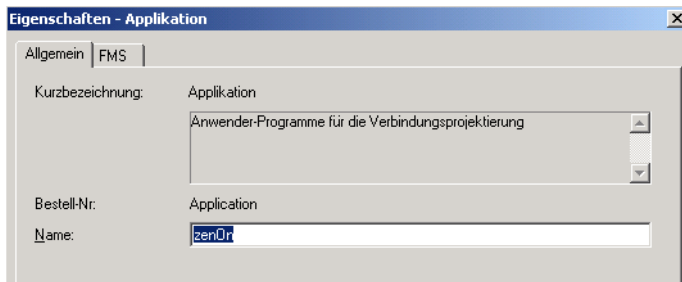 Eigenschaften - Applikation
Allgemein FMS
Kurzbezeichnung: Applikation
Anwender-Programme für die Verbindungsprojektierung
Bestell-Nr: Application
Name: zenOn